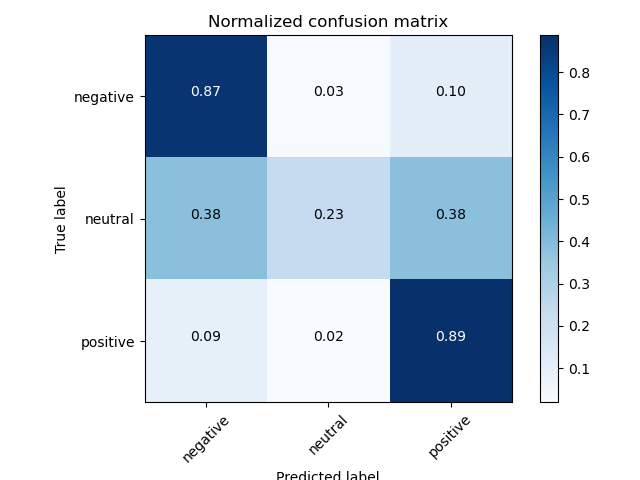 Normalized confusion matrix
True label
negative 0.87 0.03 0.10
neutral 0.38 0.23 0.38
positive 0.09 0.02 0.89
negative neutral positive
Predicted label
0.8
0.7
0.6
0.5
0.4
0.3
0.2
0.1